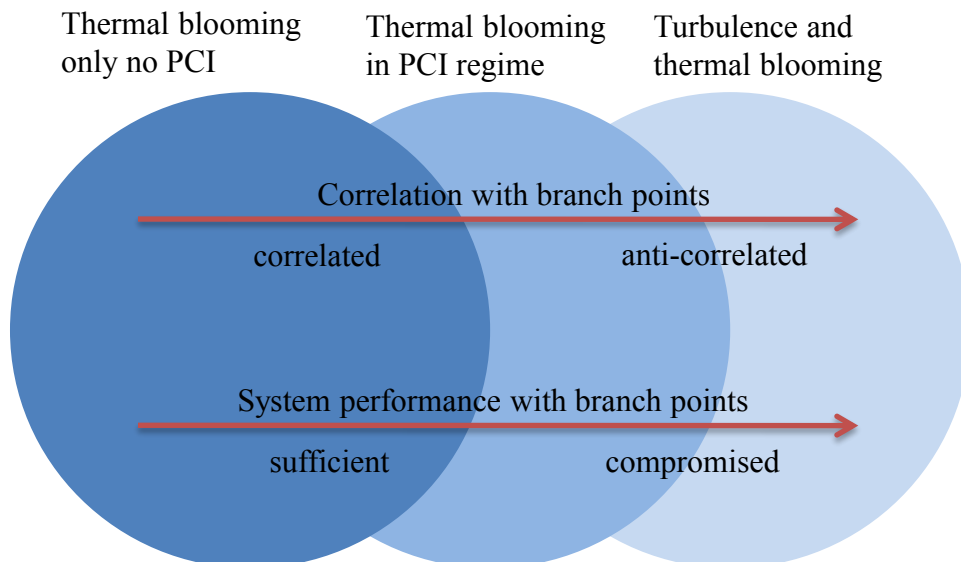 Thermal blooming
only no PCI
Thermal blooming
in PCI regime
Turbulence and
thermal blooming
Correlation with branch points
correlated
anti-correlated
System performance with branch points
sufficient
compromised